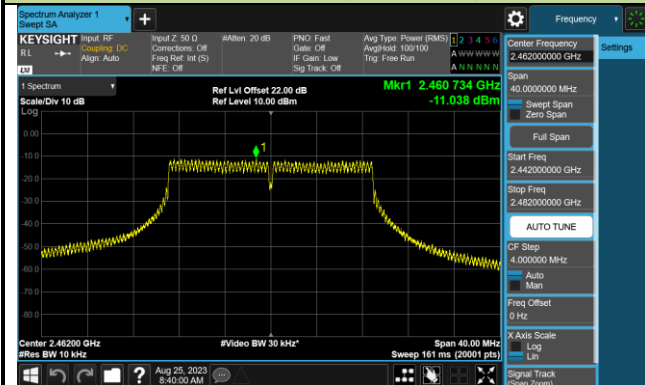 Spectrum Analyzer 1
Swept SA
+
Frequency
KEYSIGHT
RL
LXI
Input: RF
Coupling: DC
Align: Auto
Input Z: 50 Ω
Corrections: Off
Freq Ref: Int (S)
NFE: Off
#Atten: 20 dB
PNO: Fast
Gate: Off
IF Gain: Low
Sig Track: Off
Avg Type: Power (RMS)
Avg|Hold: 100/100
Trig: Free Run
1 2 3 4 5 6
A W W W W W
A N N N N N
1 Spectrum
Scale/Div 10 dB
Log
Ref Lvl Offset 22.00 dB
Ref Level 10.00 dBm
Mkr1 2.460 734 GHz
-11.038 dBm
1
0.00
-10.0
-20.0
-30.0
-40.0
-50.0
-60.0
-70.0
-80.0
Center 2.46200 GHz
#Res BW 10 kHz
#Video BW 30 kHz*
Span 40.00 MHz
Sweep 161 ms (20001 pts)
Center Frequency
2.462000000 GHz
Settings
Span
40.0000000 MHz
Swept Span
Zero Span
Full Span
Start Freq
2.442000000 GHz
Stop Freq
2.482000000 GHz
AUTO TUNE
CF Step
4.000000 MHz
Auto
Man
Freq Offset
0 Hz
X Axis Scale
Log
Lin
Signal Track
(Span Zoom)
?
Aug 25, 2023
8:40:00 AM